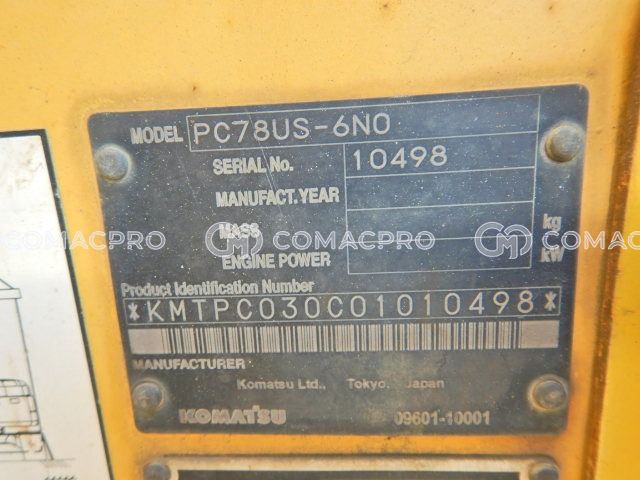 MODEL PC78US-6N0
SERIAL No. 10498
MANUFACT. YEAR
MASS kg
ENGINE POWER kW
Product Identification Number
*KMTPC030C01010498*
MANUFACTURER
Komatsu Ltd., Tokyo, Japan
KOMATSU 09601-10001
COMACPRO COMACPRO COMACPRO